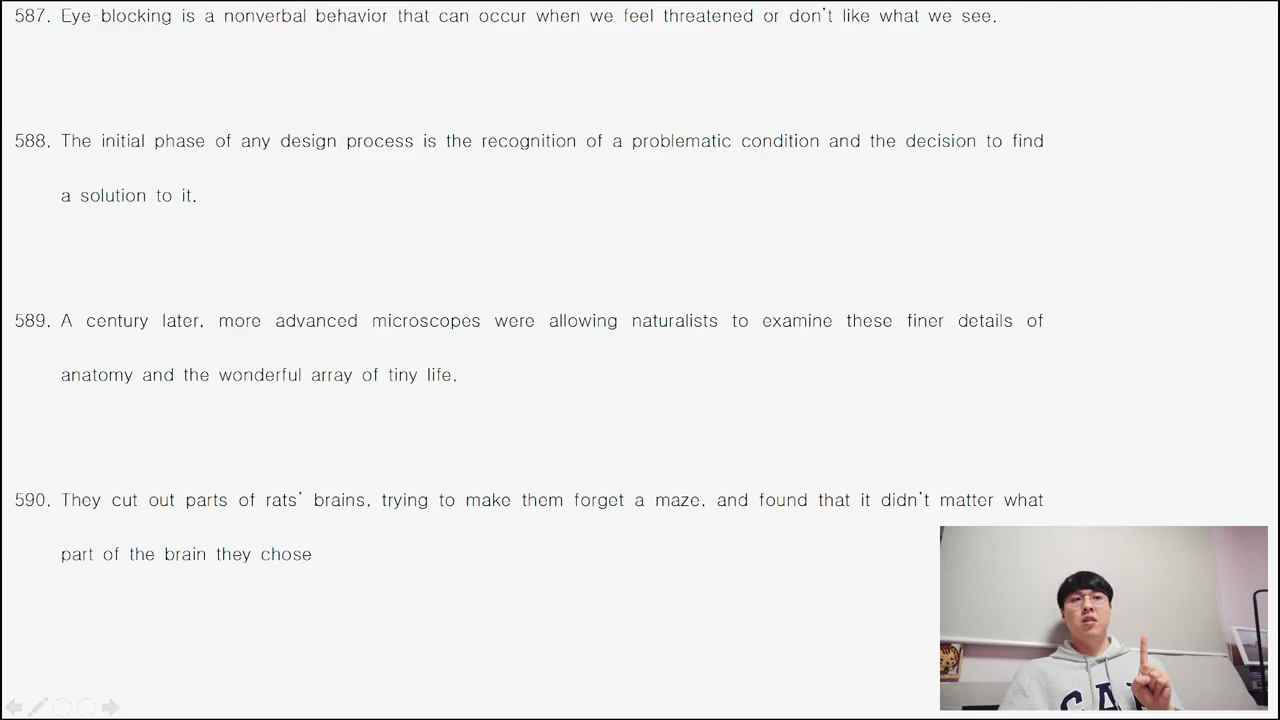 587. Eye-blocking is a nonverbal behavior that can occur when we feel threatened or don't like what we see.
588. The initial phase of any design process is the recognition of a problematic condition and the decision to find
a solution to it.
589. A century later, more advanced microscopes were allowing naturalists to examine these finer details of
anatomy and the wonderful array of tiny life.
590. They cut out parts of rats' brains, trying to make them forget a maze, and found that it didn't matter what
part of the brain they chose